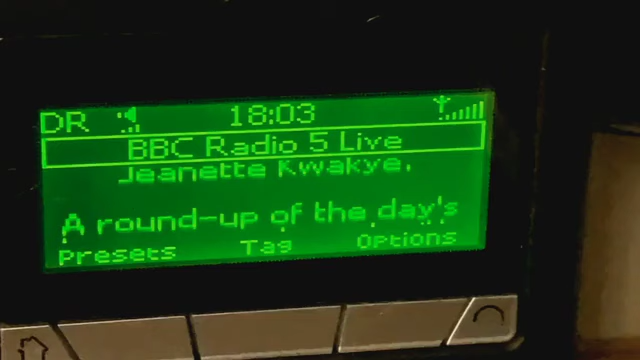 DR 18:03
BBC Radio 5 Live
Jeanette Kwakye.
A round-up of the day's
Presets Tag Options